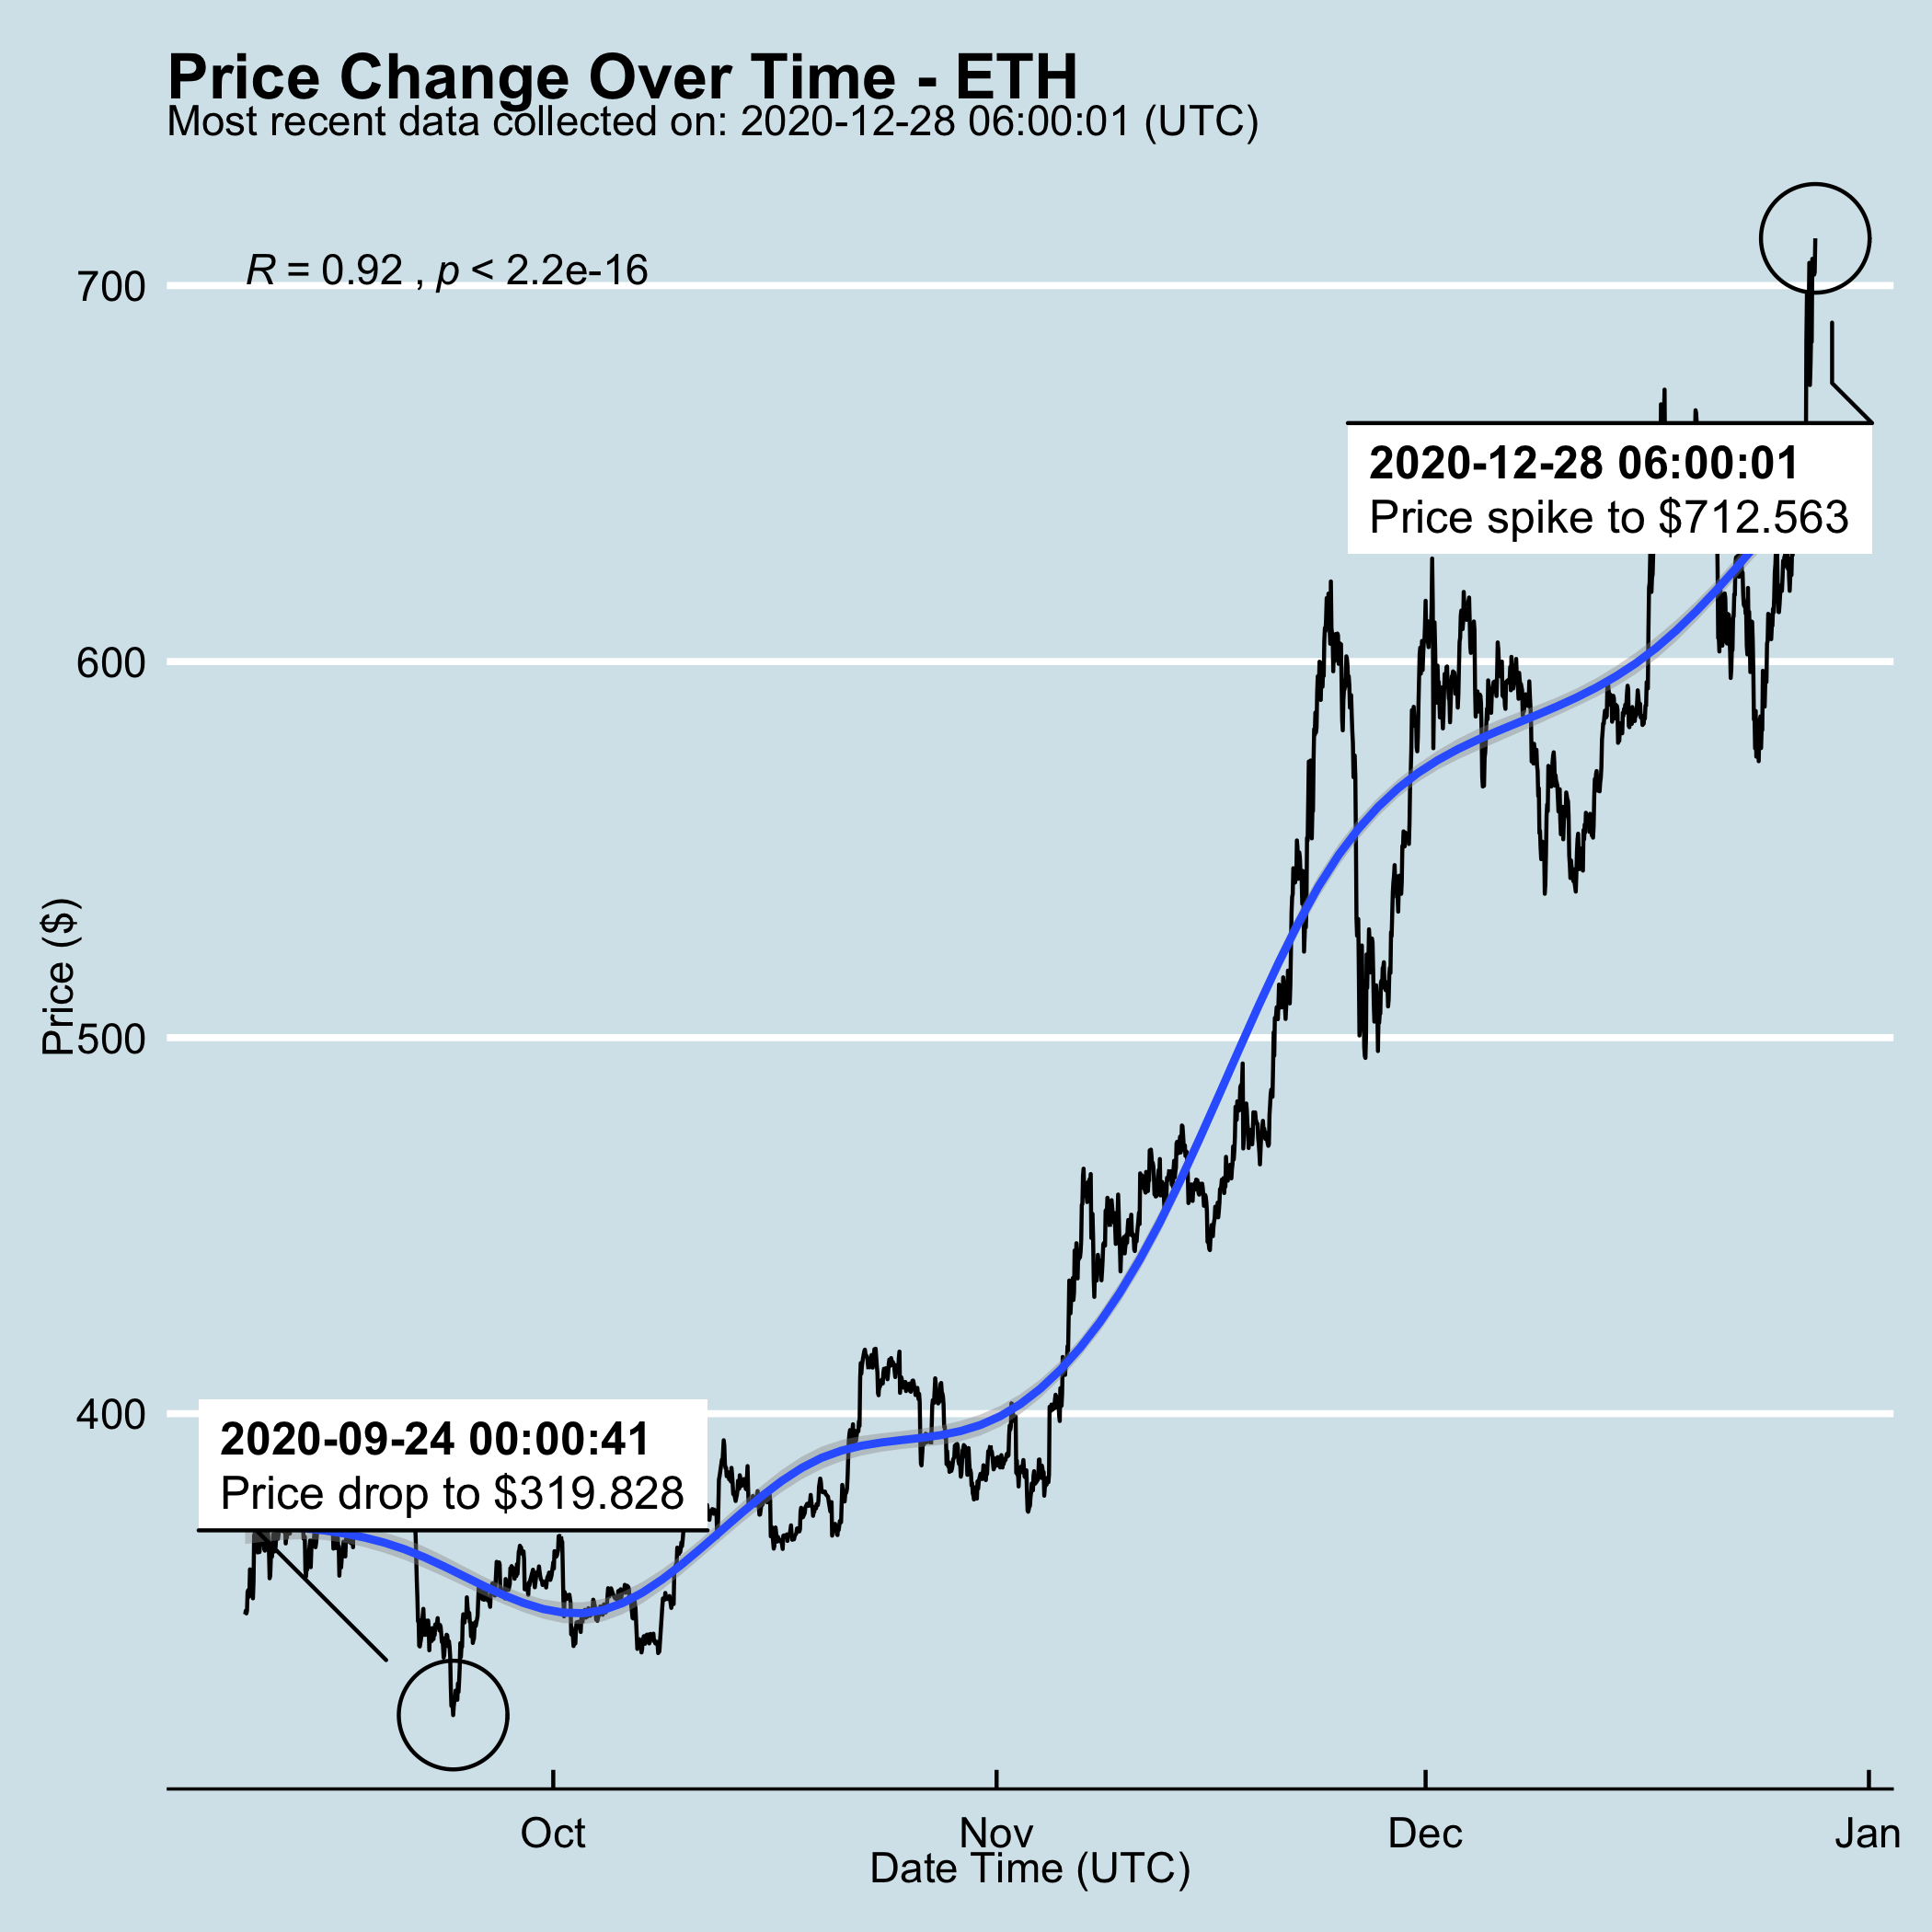 Price Change Over Time - ETH
Most recent data collected on: 2020-12-28 06:00:01 (UTC)
R = 0.92 , p < 2.2e-16
700
600
500
400
Price ($)
2020-12-28 06:00:01
Price spike to $712.563
2020-09-24 00:00:41
Price drop to $319.828
Oct
Nov
Dec
Jan
Date Time (UTC)